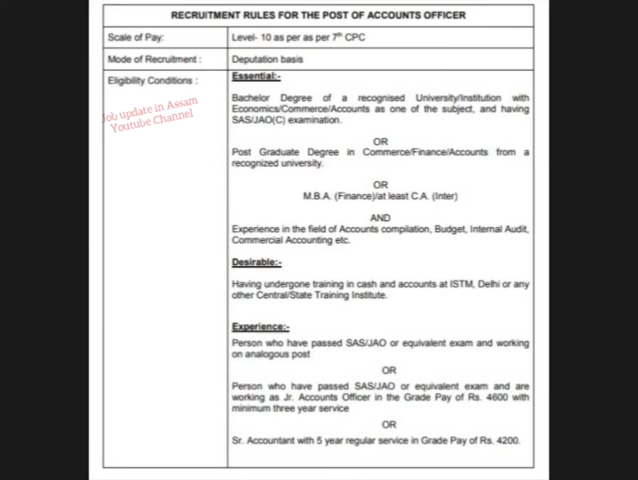 RECRUITMENT RULES FOR THE POST OF ACCOUNTS OFFICER
Scale of Pay:
Level- 10 as per as per 7th CPC
Mode of Recruitment :
Deputation basis
Eligibility Conditions :
Job update in Assam
Youtube Channel
Essential:-
Bachelor Degree of a recognised University/Institution with
Economics/Commerce/Accounts as one of the subject, and having
SAS/JAO(C) examination.
OR
Post Graduate Degree in Commerce/Finance/Accounts from a
recognized university.
OR
M.B.A. (Finance)/at least C.A. (Inter)
AND
Experience in the field of Accounts compilation, Budget, Internal Audit,
Commercial Accounting etc.
Desirable:-
Having undergone training in cash and accounts at ISTM, Delhi or any
other Central/State Training Institute.
Experience:-
Person who have passed SAS/JAO or equivalent exam and working
on analogous post
OR
Person who have passed SAS/JAO or equivalent exam and are
working as Jr. Accounts Officer in the Grade Pay of Rs. 4600 with
minimum three year service
OR
Sr. Accountant with 5 year regular service in Grade Pay of Rs. 4200.